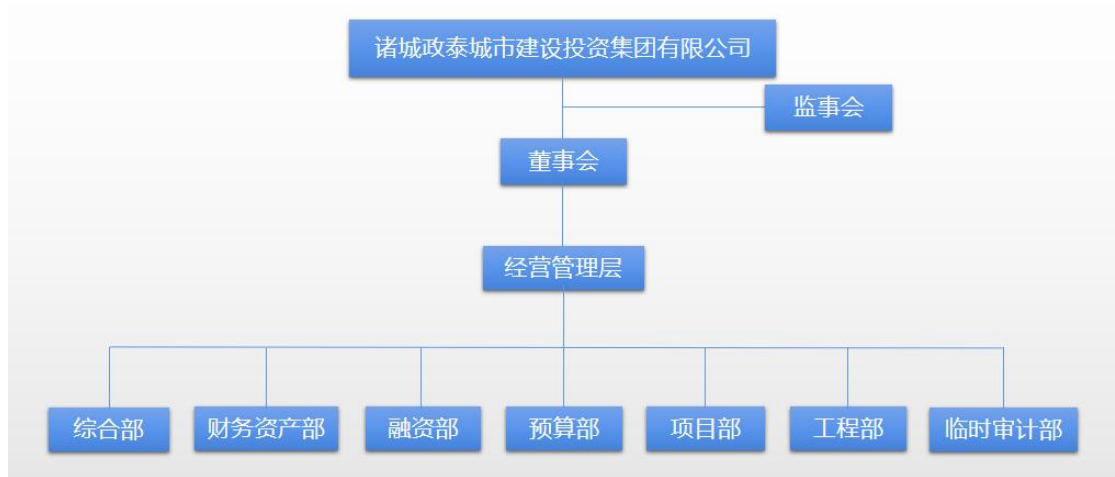 诸城政泰城市建设投资集团有限公司
监事会
董事会
经营管理层
综合部
财务资产部
融资部
预算部
项目部
工程部
临时审计部